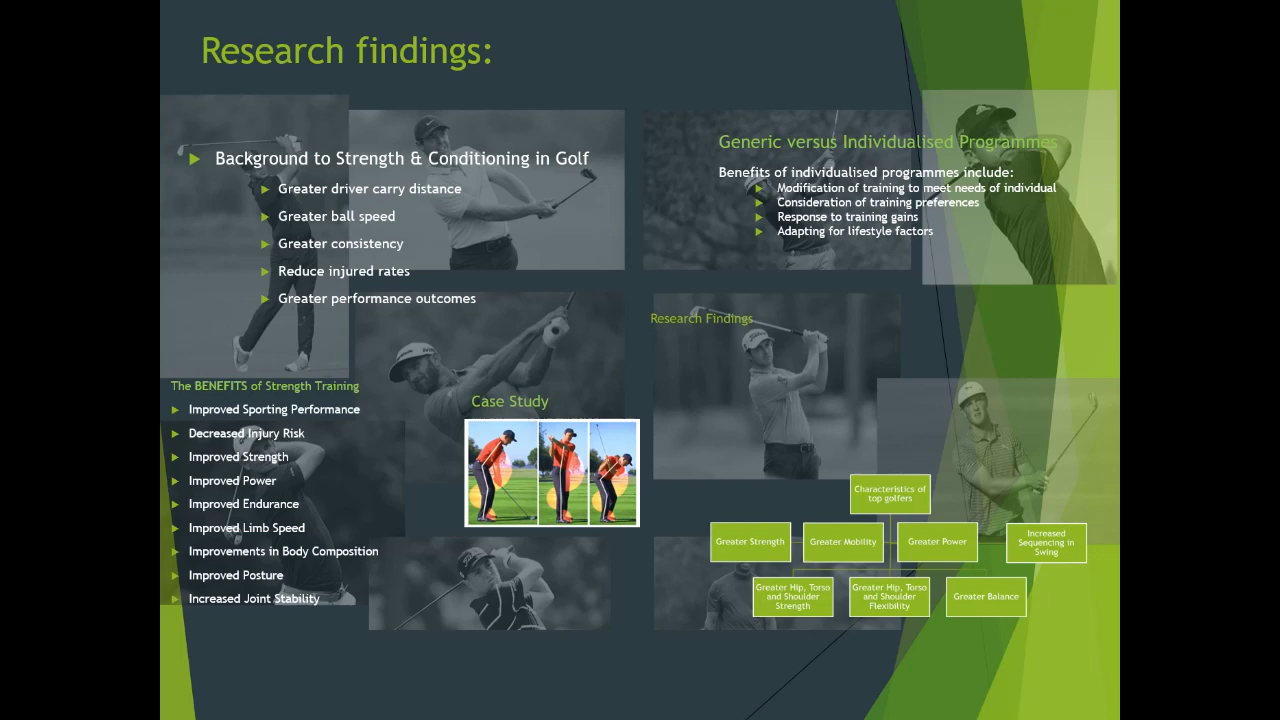 Research findings:
Background to Strength & Conditioning in Golf
Greater driver carry distance
Greater ball speed
Greater consistency
Reduce injured rates
Greater performance outcomes
Generic versus Individualised Programmes
Benefits of individualised programmes include:
Modification of training to meet needs of individual
Consideration of training preferences
Response to training gains
Adapting for lifestyle factors
The BENEFITS of Strength Training
Improved Sporting Performance
Decreased Injury Risk
Improved Strength
Improved Power
Improved Endurance
Improved Limb Speed
Improvements in Body Composition
Improved Posture
Increased Joint Stability
Case Study
Research Findings
Characteristics of
top golfers
Greater Strength
Greater Mobility
Greater Power
Increased
Sequencing in
Swing
Greater Hip, Torso
and Shoulder
Strength
Greater Hip, Torso
and Shoulder
Flexibility
Greater Balance